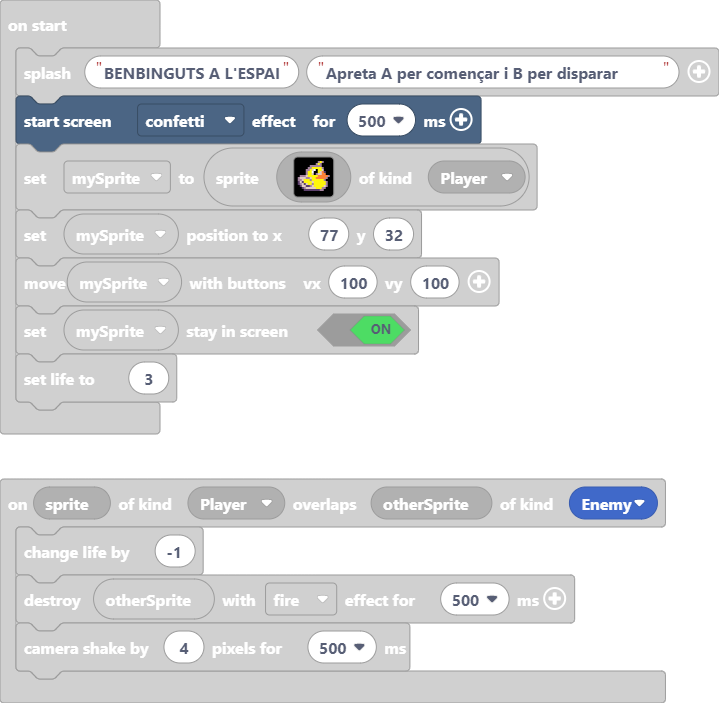 on start
splash "BENBINGUTS A L'ESPAI" "Apreta A per començar i B per disparar"
start screen confetti effect for 500 ms
set mySprite to sprite of kind Player
set mySprite position to x 77 y 32
move mySprite with buttons vx 100 vy 100
set mySprite stay in screen ON
set life to 3
on sprite of kind Player overlaps otherSprite of kind Enemy
change life by -1
destroy otherSprite with fire effect for 500 ms
camera shake by 4 pixels for 500 ms